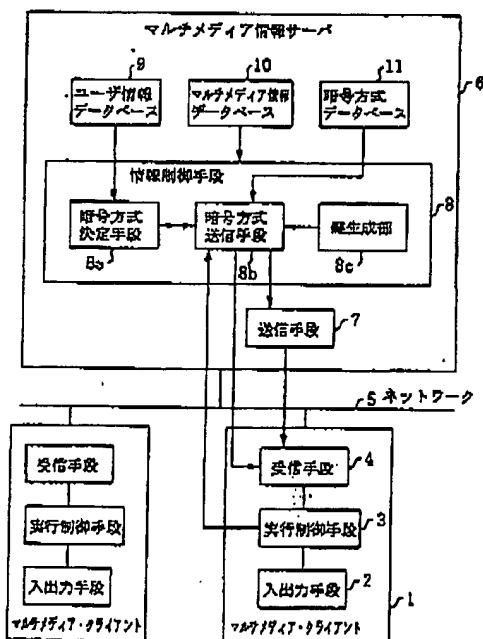 マルチメディア情報サーバ
9
10
11
ユーザ情報
データベース
マルチメディア情報
データベース
暗号方式
データベース
6
情報制御手段
8
暗号方式
決定手段
暗号方式
送信手段
鍵生成部
8a
8b
8c
送信手段
7
5 ネットワーク
受信手段
実行制御手段
入出力手段
マルチメディア・クライアント
受信手段
4
実行制御手段
3
入出力手段
2
1
マルチメディア・クライアント